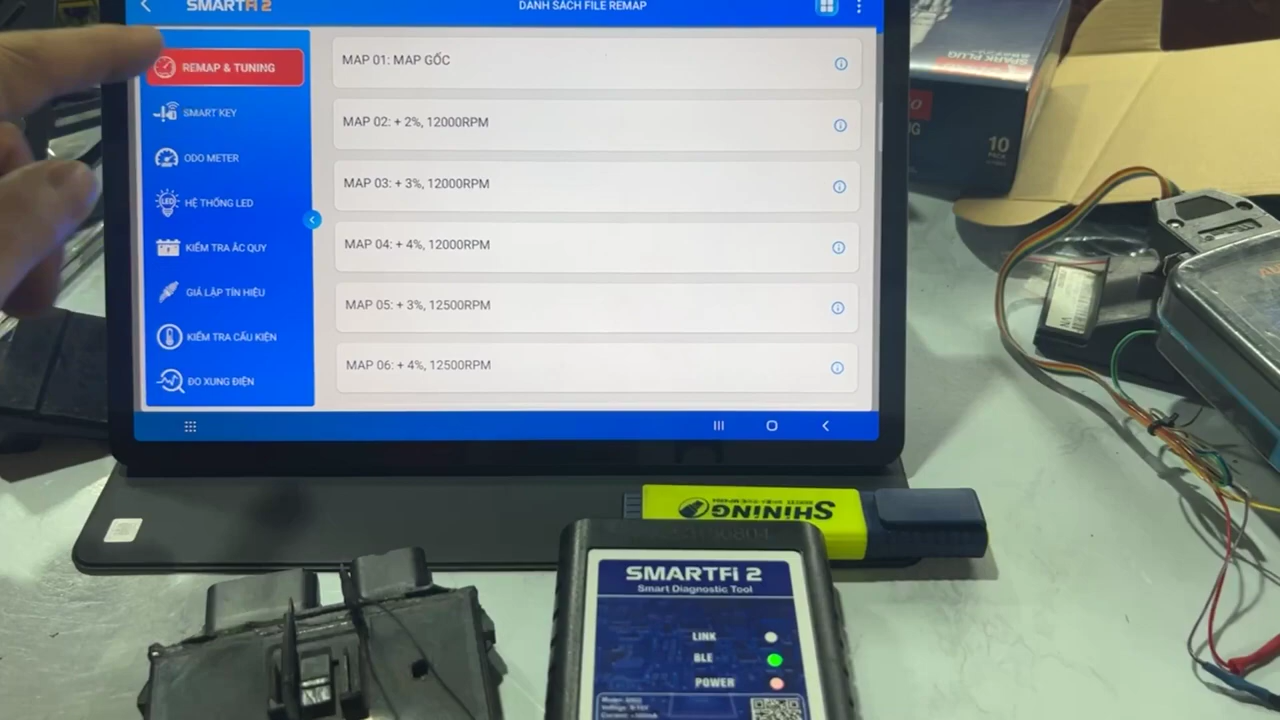 SMARTFi 2
DANH SÁCH FILE REMAP
REMAP & TUNING
SMART KEY
ODO METER
LED
HỆ THỐNG LED
KIỂM TRA ẮC QUY
GIẢ LẬP TÍN HIỆU
KIỂM TRA CẤU KIỆN
ĐO XUNG ĐIỆN
MAP 01: MAP GỐC
MAP 02: + 2%, 12000RPM
MAP 03: + 3%, 12000RPM
MAP 04: + 4%, 12000RPM
MAP 05: + 3%, 12500RPM
MAP 06: + 4%, 12500RPM
SPARK PLUG
10
PACK
SHINING
SMARTFi 2
Smart Diagnostic Tool
LINK
BLE
POWER